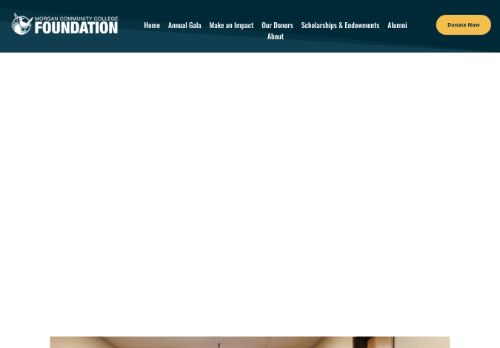 MORGAN COMMUNITY COLLEGE
FOUNDATION
Home Annual Gala Make an Impact Our Donors Scholarships & Endowments Alumni
About
Donate Now